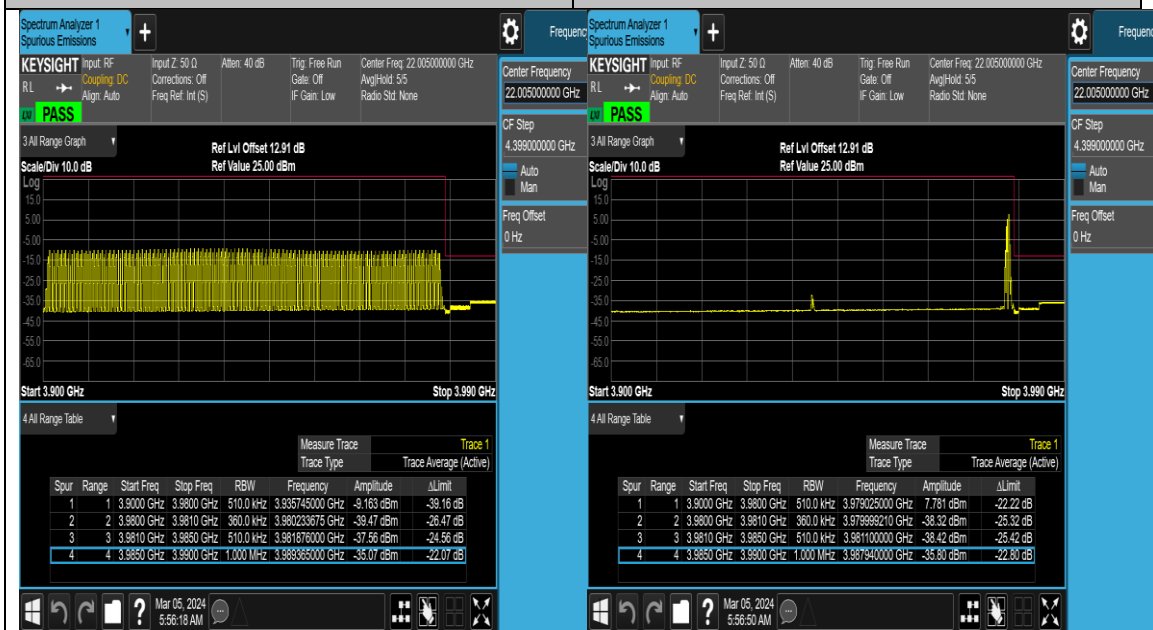 Spectrum Analyzer 1
Spurious Emissions
+
Frequenc
KEYSIGHT Input: RF Input Z: 50 Ω Atten: 40 dB Trig: Free Run Center Freq: 22.005000000 GHz
Coupling: DC Corrections: Off Gate: Off Avg|Hold: 5/5
RL Align: Auto Freq Ref: Int (S) IF Gain: Low Radio Std: None
PASS
Center Frequency
22.005000000 GHz
CF Step
4.399000000 GHz
Auto
Man
Freq Offset
0 Hz
3 All Range Graph
Ref Lvl Offset 12.91 dB
Scale/Div 10.0 dB Ref Value 25.00 dBm
Log
15.0
5.00
-5.00
-15.0
-25.0
-35.0
-45.0
-55.0
-65.0
Start 3.900 GHz Stop 3.990 GHz
4 All Range Table
Measure Trace Trace 1
Trace Type Trace Average (Active)
Spur Range Start Freq Stop Freq RBW Frequency Amplitude ΔLimit
1 1 3.9000 GHz 3.9800 GHz 510.0 kHz 3.935745000 GHz -9.163 dBm -39.16 dB
2 2 3.9800 GHz 3.9810 GHz 360.0 kHz 3.980233675 GHz -39.47 dBm -26.47 dB
3 3 3.9810 GHz 3.9850 GHz 510.0 kHz 3.981876000 GHz -37.56 dBm -24.56 dB
4 4 3.9850 GHz 3.9900 GHz 1.000 MHz 3.989365000 GHz -35.07 dBm -22.07 dB
?
Mar 05, 2024
5:56:18 AM
Spectrum Analyzer 1
Spurious Emissions
+
Frequenc
KEYSIGHT Input: RF Input Z: 50 Ω Atten: 40 dB Trig: Free Run Center Freq: 22.005000000 GHz
Coupling: DC Corrections: Off Gate: Off Avg|Hold: 5/5
RL Align: Auto Freq Ref: Int (S) IF Gain: Low Radio Std: None
PASS
Center Frequency
22.005000000 GHz
CF Step
4.399000000 GHz
Auto
Man
Freq Offset
0 Hz
3 All Range Graph
Ref Lvl Offset 12.91 dB
Scale/Div 10.0 dB Ref Value 25.00 dBm
Log
15.0
5.00
-5.00
-15.0
-25.0
-35.0
-45.0
-55.0
-65.0
Start 3.900 GHz Stop 3.990 GHz
4 All Range Table
Measure Trace Trace 1
Trace Type Trace Average (Active)
Spur Range Start Freq Stop Freq RBW Frequency Amplitude ΔLimit
1 1 3.9000 GHz 3.9800 GHz 510.0 kHz 3.979025000 GHz 7.781 dBm -22.22 dB
2 2 3.9800 GHz 3.9810 GHz 360.0 kHz 3.979999210 GHz -38.32 dBm -25.32 dB
3 3 3.9810 GHz 3.9850 GHz 510.0 kHz 3.981100000 GHz -38.42 dBm -25.42 dB
4 4 3.9850 GHz 3.9900 GHz 1.000 MHz 3.987940000 GHz -35.80 dBm -22.80 dB
?
Mar 05, 2024
5:56:50 AM